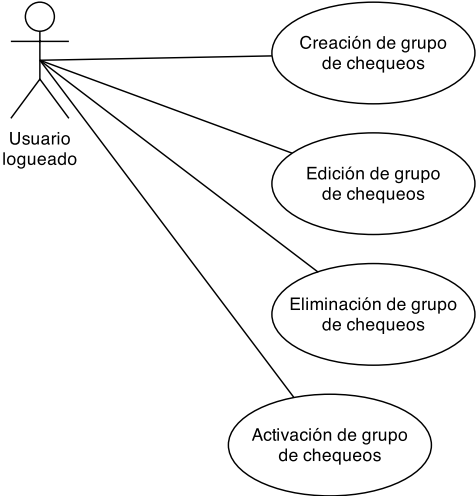 Creación de grupo
de chequeos
Usuario
logueado
Edición de grupo
de chequeos
Eliminación de grupo
de chequeos
Activación de grupo
de chequeos